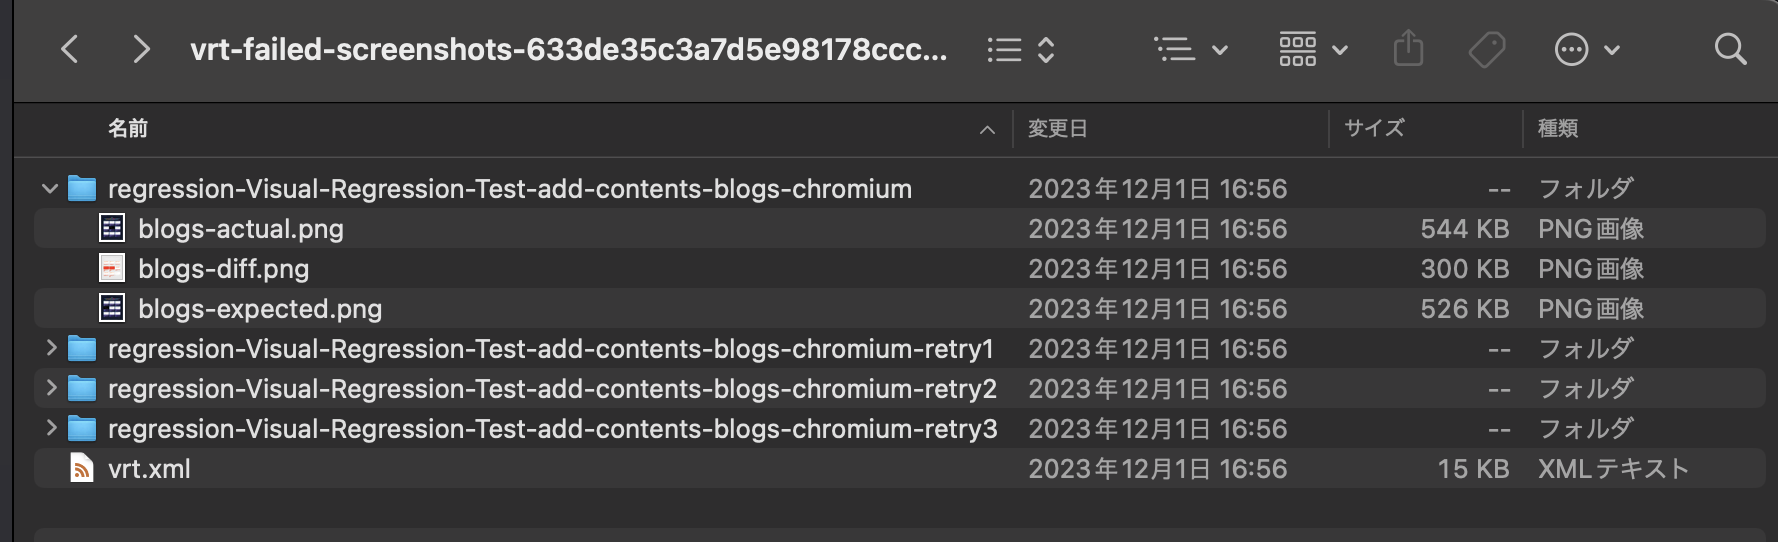 vrt-failed-screenshots-633de35c3a7d5e98178ccc...
名前 変更日 サイズ 種類
regression-Visual-Regression-Test-add-contents-blogs-chromium 2023年12月1日 16:56 -- フォルダ
blogs-actual.png 2023年12月1日 16:56 544 KB PNG画像
blogs-diff.png 2023年12月1日 16:56 300 KB PNG画像
blogs-expected.png 2023年12月1日 16:56 526 KB PNG画像
regression-Visual-Regression-Test-add-contents-blogs-chromium-retry1 2023年12月1日 16:56 -- フォルダ
regression-Visual-Regression-Test-add-contents-blogs-chromium-retry2 2023年12月1日 16:56 -- フォルダ
regression-Visual-Regression-Test-add-contents-blogs-chromium-retry3 2023年12月1日 16:56 -- フォルダ
vrt.xml 2023年12月1日 16:56 15 KB XMLテキスト